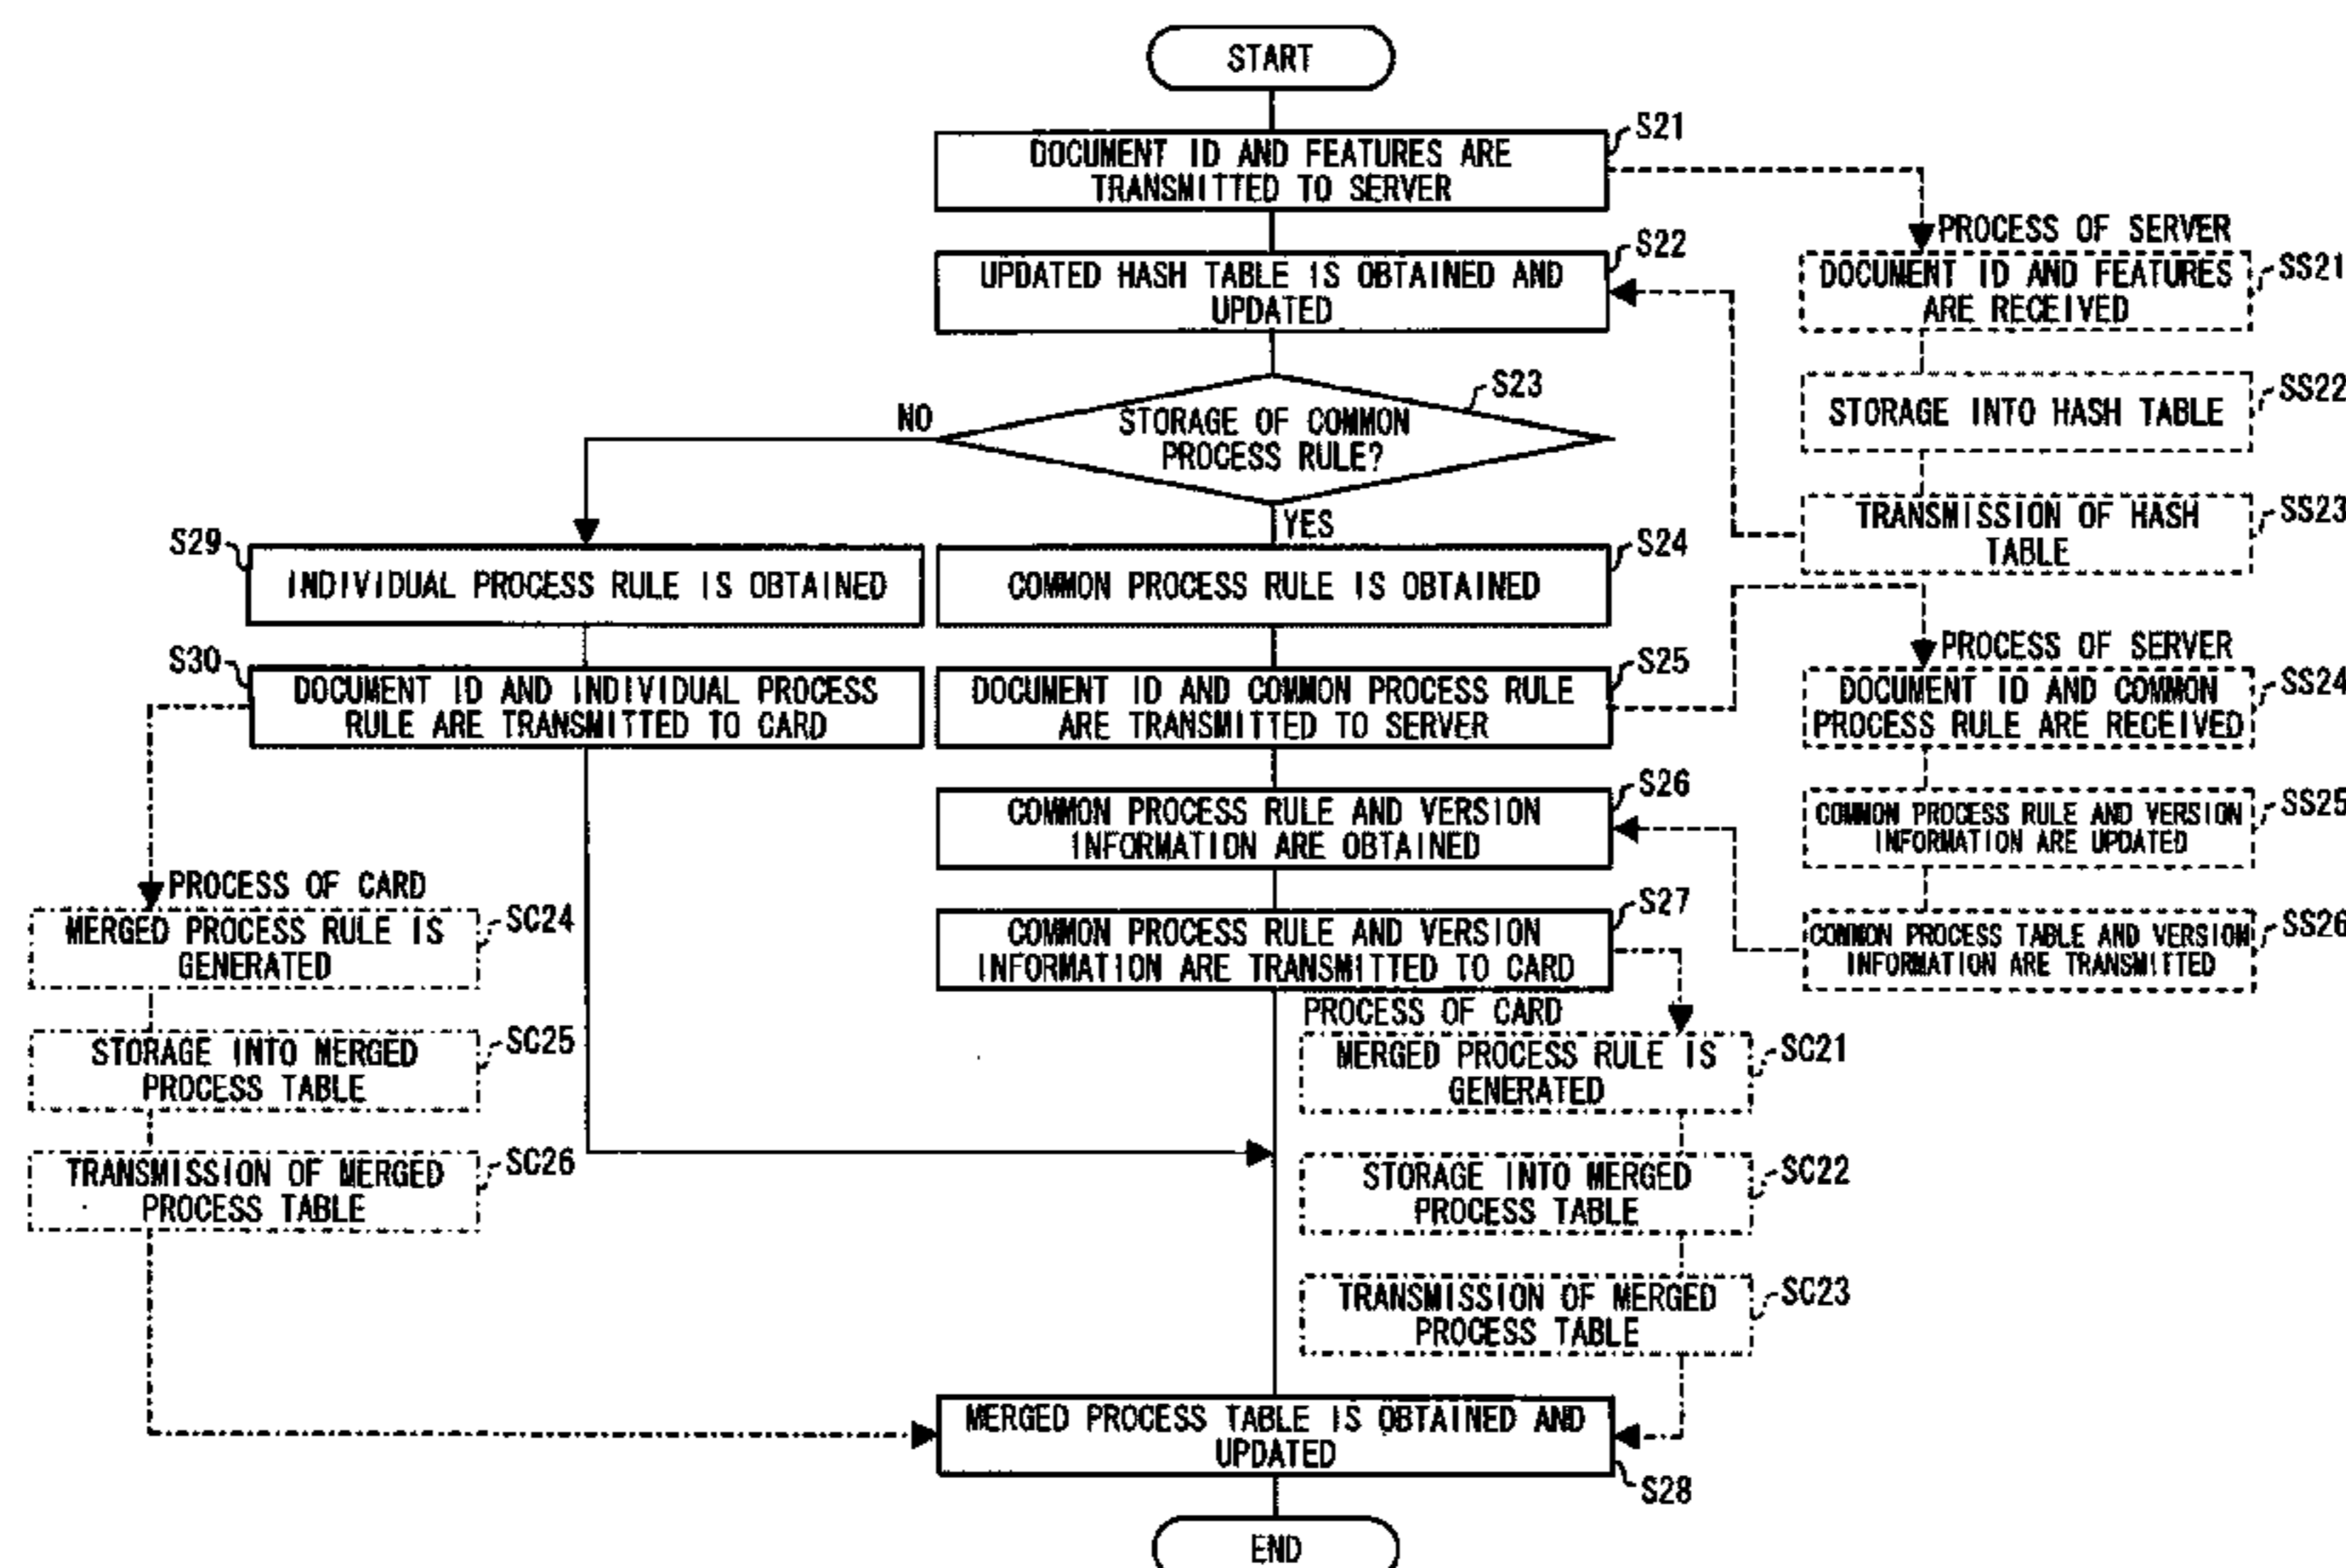 START
S21
DOCUMENT ID AND FEATURES ARE
TRANSMITTED TO SERVER
S22
UPDATED HASH TABLE IS OBTAINED AND
UPDATED
PROCESS OF SERVER
DOCUMENT ID AND FEATURES
ARE RECEIVED
SS21
STORAGE INTO HASH TABLE
SS22
TRANSMISSION OF HASH
TABLE
SS23
S23
STORAGE OF COMMON
PROCESS RULE?
NO
YES
S29
INDIVIDUAL PROCESS RULE IS OBTAINED
S24
COMMON PROCESS RULE IS OBTAINED
S30
DOCUMENT ID AND INDIVIDUAL PROCESS
RULE ARE TRANSMITTED TO CARD
S25
DOCUMENT ID AND COMMON PROCESS RULE
ARE TRANSMITTED TO SERVER
PROCESS OF SERVER
DOCUMENT ID AND COMMON
PROCESS RULE ARE RECEIVED
SS24
COMMON PROCESS RULE AND VERSION
INFORMATION ARE UPDATED
SS25
COMMON PROCESS TABLE AND VERSION
INFORMATION ARE TRANSMITTED
SS26
S26
COMMON PROCESS RULE AND VERSION
INFORMATION ARE OBTAINED
S27
COMMON PROCESS RULE AND VERSION
INFORMATION ARE TRANSMITTED TO CARD
PROCESS OF CARD
MERGED PROCESS RULE IS
GENERATED
SC24
STORAGE INTO MERGED
PROCESS TABLE
SC25
TRANSMISSION OF MERGED
PROCESS TABLE
SC26
PROCESS OF CARD
MERGED PROCESS RULE IS
GENERATED
SC21
STORAGE INTO MERGED
PROCESS TABLE
SC22
TRANSMISSION OF MERGED
PROCESS TABLE
SC23
MERGED PROCESS TABLE IS OBTAINED AND
UPDATED
S28
END